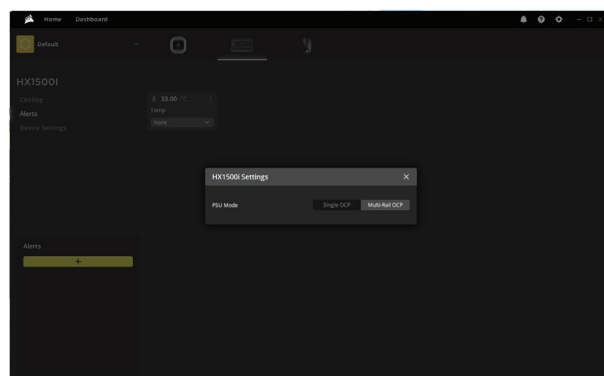 Home Dashboard
Default
HX1500I
Cooling
Alerts
Device Settings
33.00 °C
Temp
None
HX1500i Settings
PSU Mode
Single OCP
Multi-Rail OCP
Alerts
+